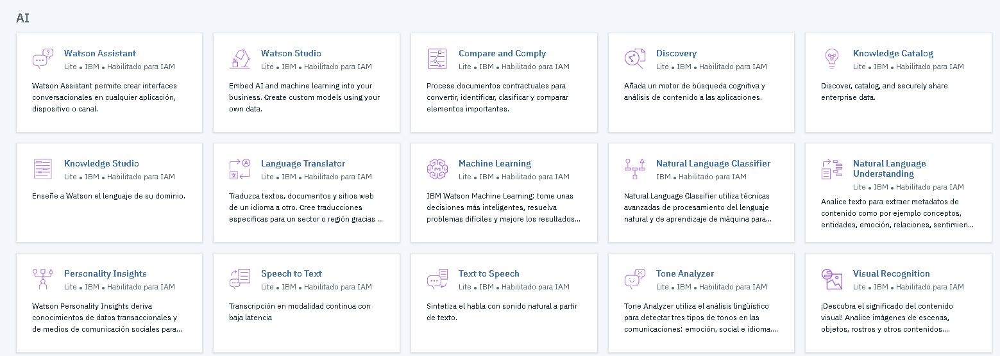 AI
Watson Assistant
Lite • IBM • Habilitado para IAM
Watson Assistant permite crear interfaces
conversacionales en cualquier aplicación,
dispositivo o canal.
Watson Studio
Lite • IBM • Habilitado para IAM
Embed AI and machine learning into your
business. Create custom models using your
own data.
Compare and Comply
Lite • IBM • Habilitado para IAM
Procese documentos contractuales para
convertir, identificar, clasificar y comparar
elementos importantes.
Discovery
Lite • IBM • Habilitado para IAM
Añada un motor de búsqueda cognitiva y
análisis de contenido a las aplicaciones.
Knowledge Catalog
Lite • IBM • Habilitado para IAM
Discover, catalog, and securely share
enterprise data.
Knowledge Studio
Lite • IBM • Habilitado para IAM
Enseñe a Watson el lenguaje de su dominio.
Language Translator
Lite • IBM • Habilitado para IAM
Traduzca textos, documentos y sitios web
de un idioma a otro. Cree traducciones
especificas para un sector o región gracias ...
Machine Learning
Lite • IBM • Habilitado para IAM
IBM Watson Machine Learning: tome unas
decisiones más inteligentes, resuelva
problemas difíciles y mejore los resultados...
Natural Language Classifier
IBM • Habilitado para IAM
Natural Language Classifier utiliza técnicas
avanzadas de procesamiento del lenguaje
natural y de aprendizaje de máquina para...
Natural Language
Understanding
Lite • IBM • Habilitado para IAM
Analice texto para extraer metadatos de
contenido como por ejemplo conceptos,
entidades, emoción, relaciones, sentimien...
Personality Insights
Lite • IBM • Habilitado para IAM
Watson Personality Insights deriva
conocimientos de datos transaccionales y
de medios de comunicación sociales para...
Speech to Text
Lite • IBM • Habilitado para IAM
Transcripción en modalidad continua con
baja latencia
Text to Speech
Lite • IBM • Habilitado para IAM
Sintetiza el habla con sonido natural a partir
de texto.
Tone Analyzer
Lite • IBM • Habilitado para IAM
Tone Analyzer utiliza el análisis lingüístico
para detectar tres tipos de tonos en las
comunicaciones: emoción, social e idioma....
Visual Recognition
Lite • IBM • Habilitado para IAM
¡Descubra el significado del contenido
visual! Analice imágenes de escenas,
objetos, rostros y otros contenidos....